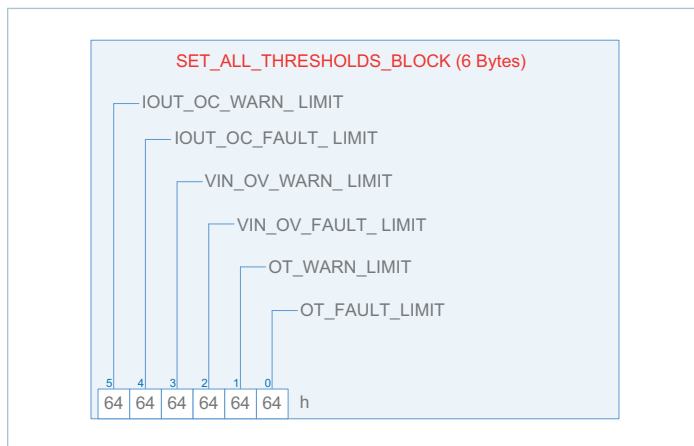 SET_ALL_THRESHOLDS_BLOCK (6 Bytes)
IOUT_OC_WARN_ LIMIT
IOUT_OC_FAULT_ LIMIT
VIN_OV_WARN_ LIMIT
VIN_OV_FAULT_ LIMIT
OT_WARN_LIMIT
OT_FAULT_LIMIT
5 4 3 2 1 0
64 64 64 64 64 64 h